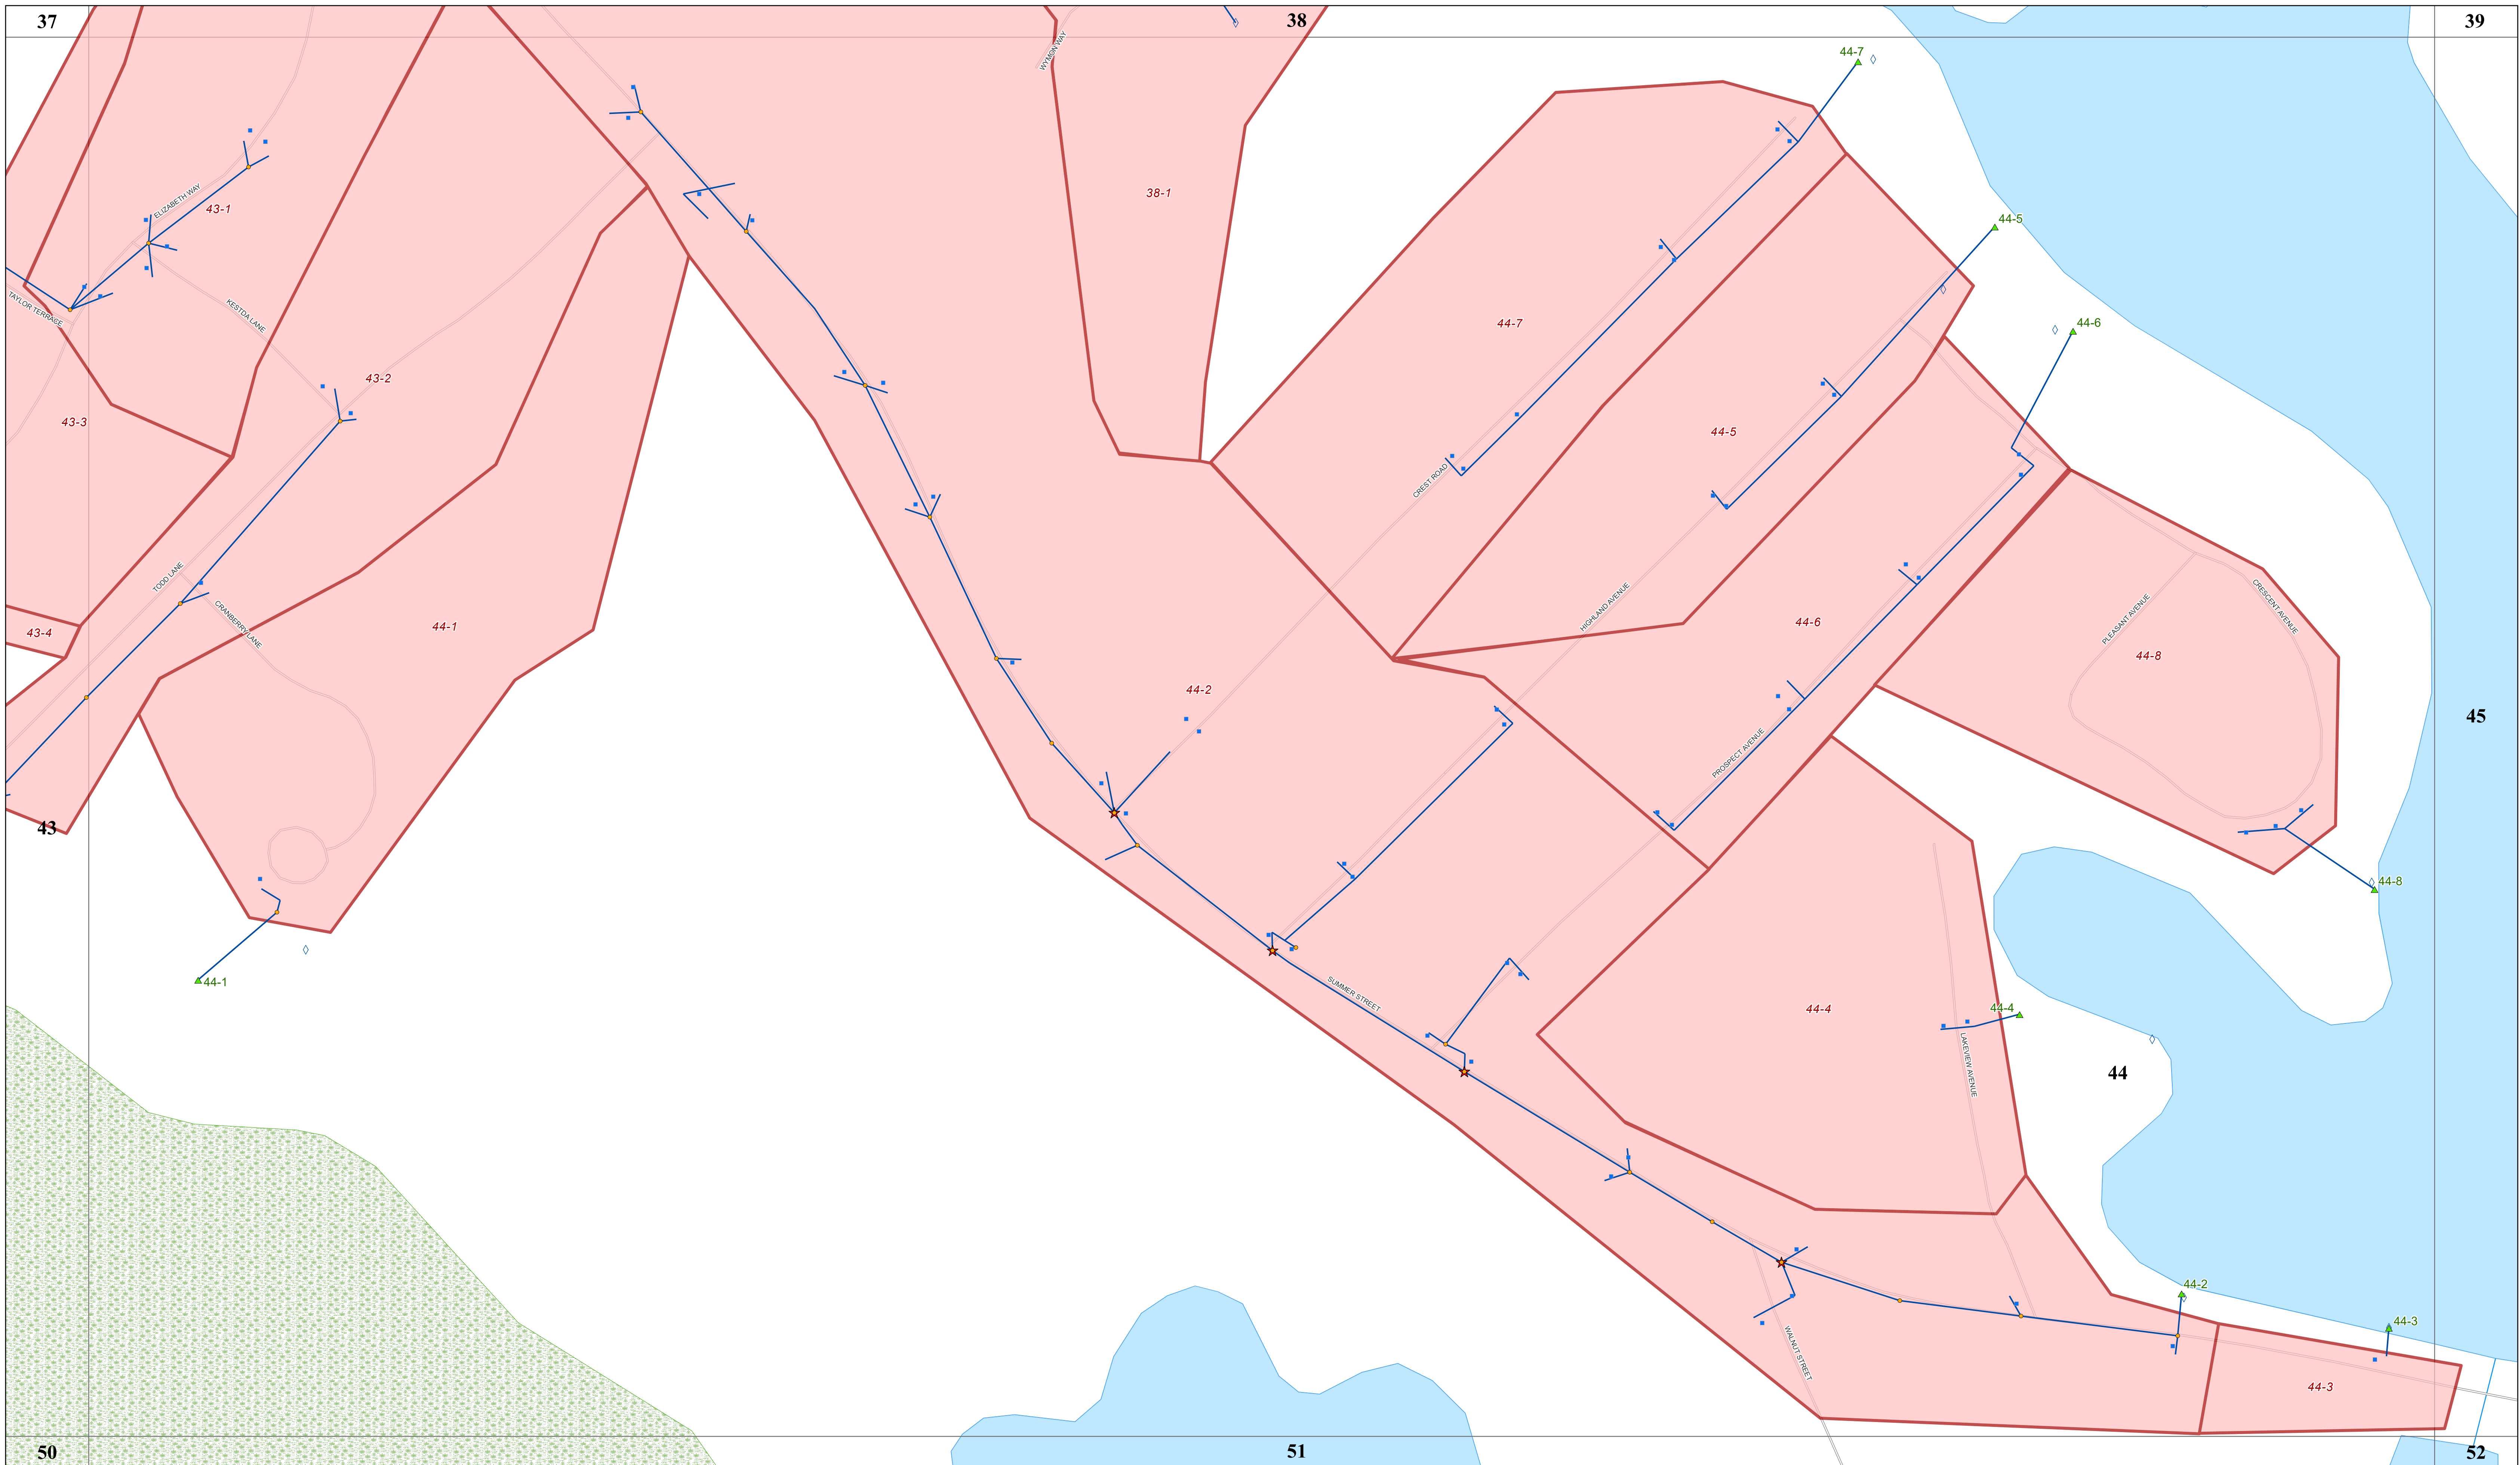 37
38
39
WYMON WAY
44-7
ELIZABETH WAY
43-1
38-1
44-5
TAYLOR TERRACE
KESTDA LANE
44-7
44-6
43-2
43-3
44-5
CREST ROAD
TODD LANE
CRANBERRY LANE
43-4
44-1
HIGHLAND AVENUE
44-6
PLEASANT AVENUE
CRESCENT AVENUE
44-8
44-2
45
PROSPECT AVENUE
43
44-8
44-1
SUMMER STREET
44-4
44-4
LAKEVIEW AVENUE
44
44-2
44-3
WALNUT STREET
44-3
50
51
52